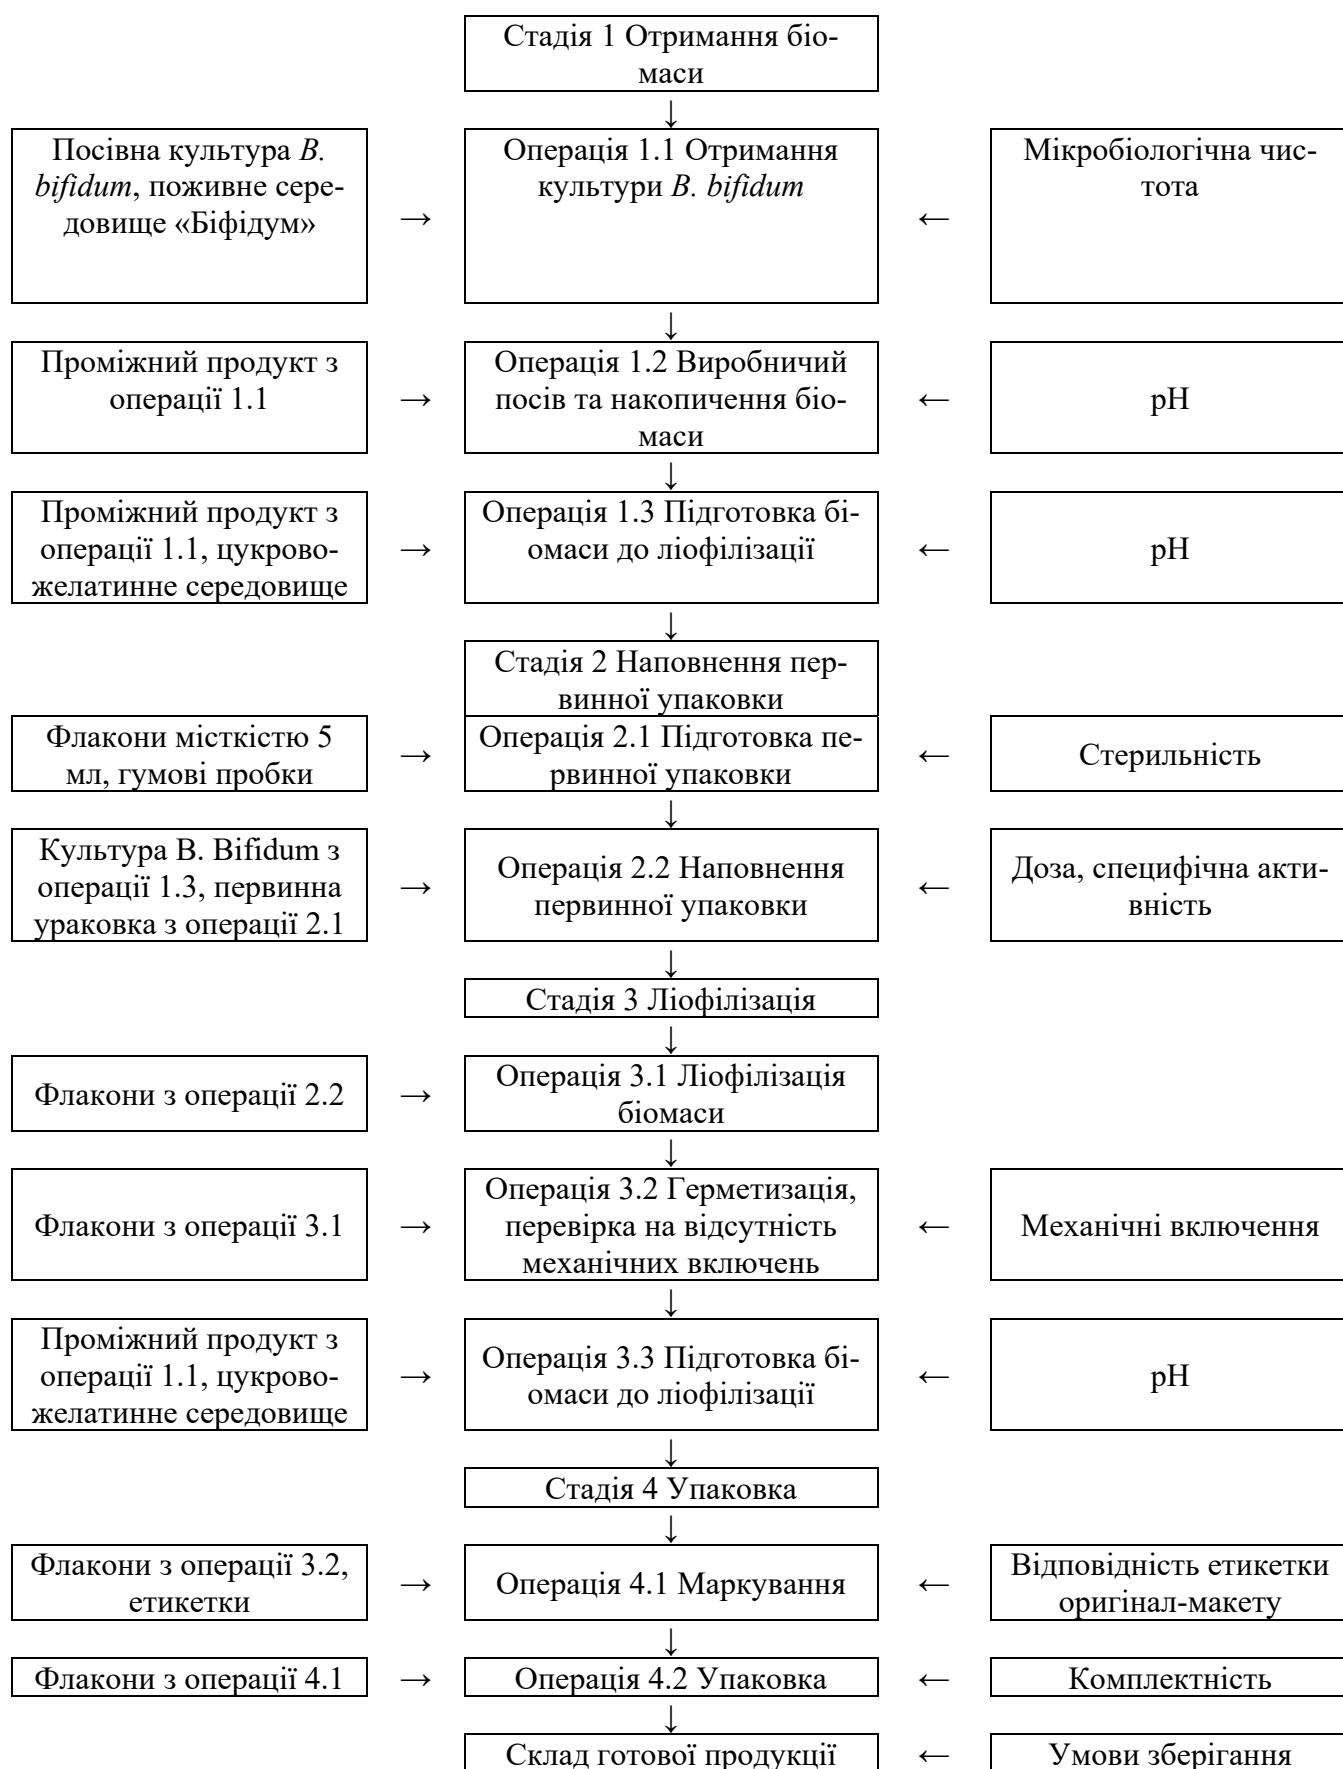 Стадія 1 Отримання біо-
маси
↓
Посівна культура B.
bifidum, поживне сере-
довище «Біфідум»
→
Операція 1.1 Отримання
культури B. bifidum
←
Мікробіологічна чис-
тота
↓
Проміжний продукт з
операції 1.1
→
Операція 1.2 Виробничий
посів та накопичення біо-
маси
←
pH
↓
Проміжний продукт з
операції 1.1, цукрово-
желатинне середовище
→
Операція 1.3 Підготовка бі-
омаси до ліофілізації
←
pH
↓
Стадія 2 Наповнення пер-
винної упаковки
Флакони місткістю 5
мл, гумові пробки
→
Операція 2.1 Підготовка пе-
рвинної упаковки
←
Стерильність
↓
Культура B. Bifidum з
операції 1.3, первинна
ураковка з операції 2.1
→
Операція 2.2 Наповнення
первинної упаковки
←
Доза, специфічна акти-
вність
↓
Стадія 3 Ліофілізація
↓
Флакони з операції 2.2
→
Операція 3.1 Ліофілізація
біомаси
↓
Флакони з операції 3.1
→
Операція 3.2 Герметизація,
перевірка на відсутність
механічних включень
←
Механічні включення
↓
Проміжний продукт з
операції 1.1, цукрово-
желатинне середовище
→
Операція 3.3 Підготовка бі-
омаси до ліофілізації
←
pH
↓
Стадія 4 Упаковка
↓
Флакони з операції 3.2,
етикетки
→
Операція 4.1 Маркування
←
Відповідність етикетки
оригінал-макету
↓
Флакони з операції 4.1
→
Операція 4.2 Упаковка
←
Комплектність
↓
Склад готової продукції
←
Умови зберігання